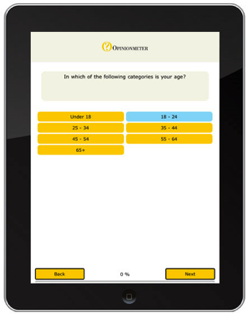 OPINIONMETER
In which of the following categories is your age?
Under 18
18 - 24
25 - 34
35 - 44
45 - 54
55 - 64
65+
Back
0 %
Next